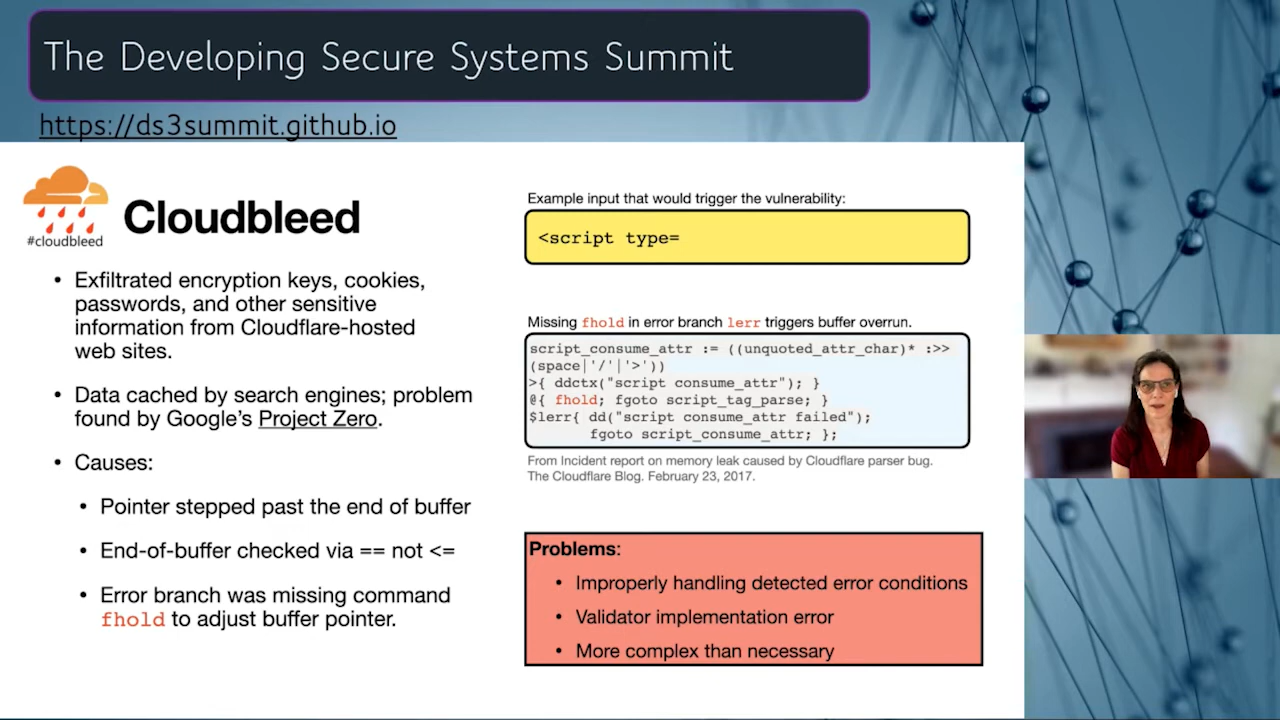 The Developing Secure Systems Summit
https://ds3summit.github.io
#cloudbleed
Cloudbleed
• Exfiltrated encryption keys, cookies,
passwords, and other sensitive
information from Cloudflare-hosted
web sites.
• Data cached by search engines; problem
found by Google's Project Zero.
• Causes:
• Pointer stepped past the end of buffer
• End-of-buffer checked via == not <=
• Error branch was missing command
fhold to adjust buffer pointer.
Example input that would trigger the vulnerability:
<script type=
Missing fhold in error branch lerr triggers buffer overrun.
script_consume_attr := ((unquoted_attr_char)* :>>
(space|'/'|'>'))
>{ ddctx("script consume_attr"); }
@{ fhold; fgoto script_tag_parse; }
$lerr{ dd("script consume_attr failed");
fgoto script_consume_attr; };
From Incident report on memory leak caused by Cloudflare parser bug.
The Cloudflare Blog. February 23, 2017.
Problems:
• Improperly handling detected error conditions
• Validator implementation error
• More complex than necessary